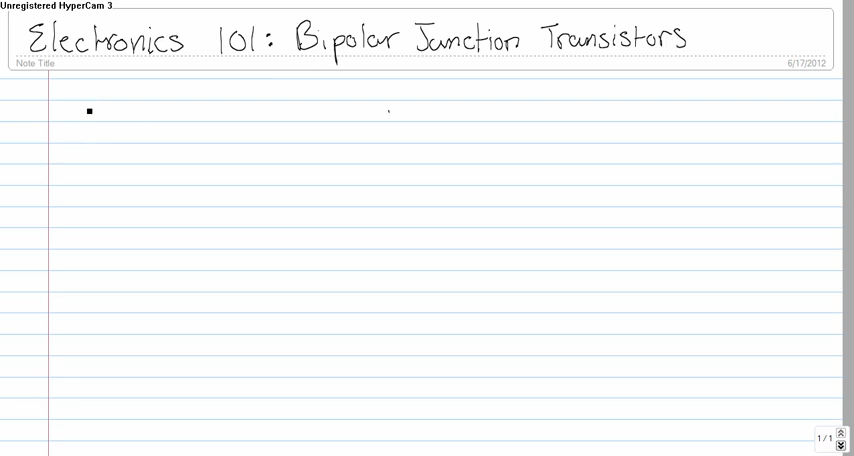 Unregistered HyperCam 3
Electronics 101: Bipolar Junction Transistors
Note Title
6/17/2012
1/1